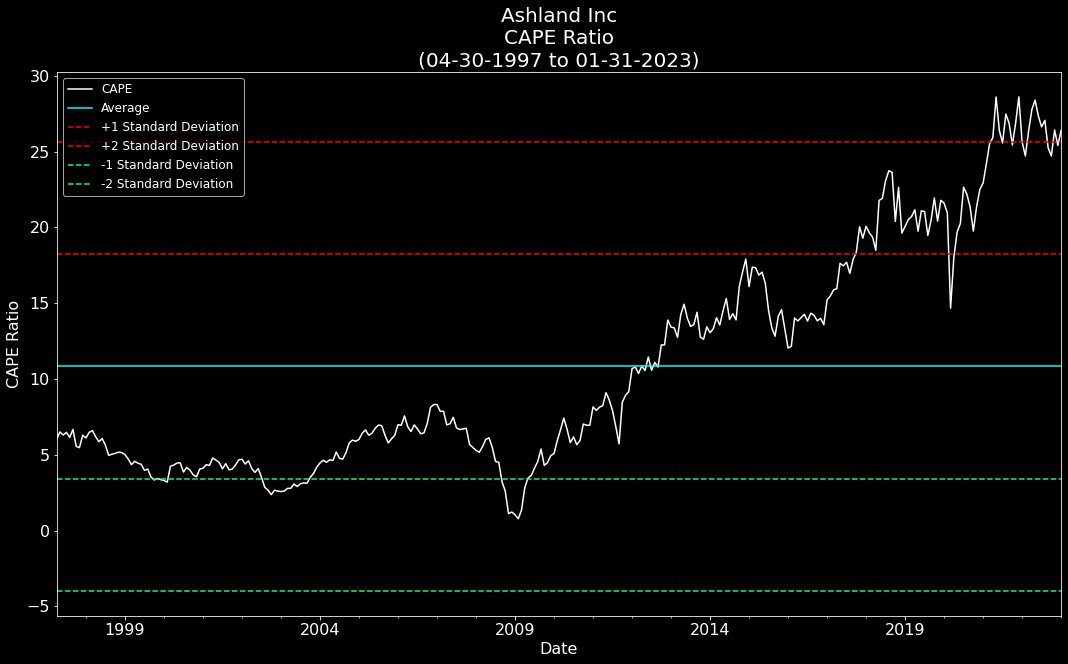 Ashland Inc
CAPE Ratio
(04-30-1997 to 01-31-2023)
CAPE
Average
+1 Standard Deviation
+2 Standard Deviation
-1 Standard Deviation
-2 Standard Deviation
30
25
20
15
10
5
0
−5
CAPE Ratio
1999
2004
2009
2014
2019
Date